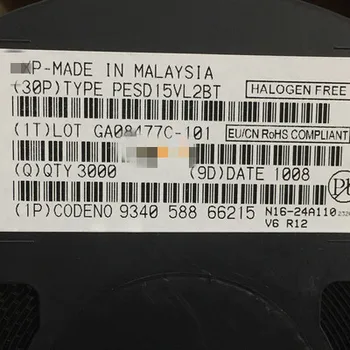 P-MADE IN MALAYSIA
(30P)TYPE PESD15VL2BT
HALOGEN FREE
(1T)LOT GA08477C-101
EU/CN RoHS COMPLIANT
(Q)QTY 3000 (9D)DATE 1008
(1P)CODENO 9340 588 66215
N16-24A110
V6 R12